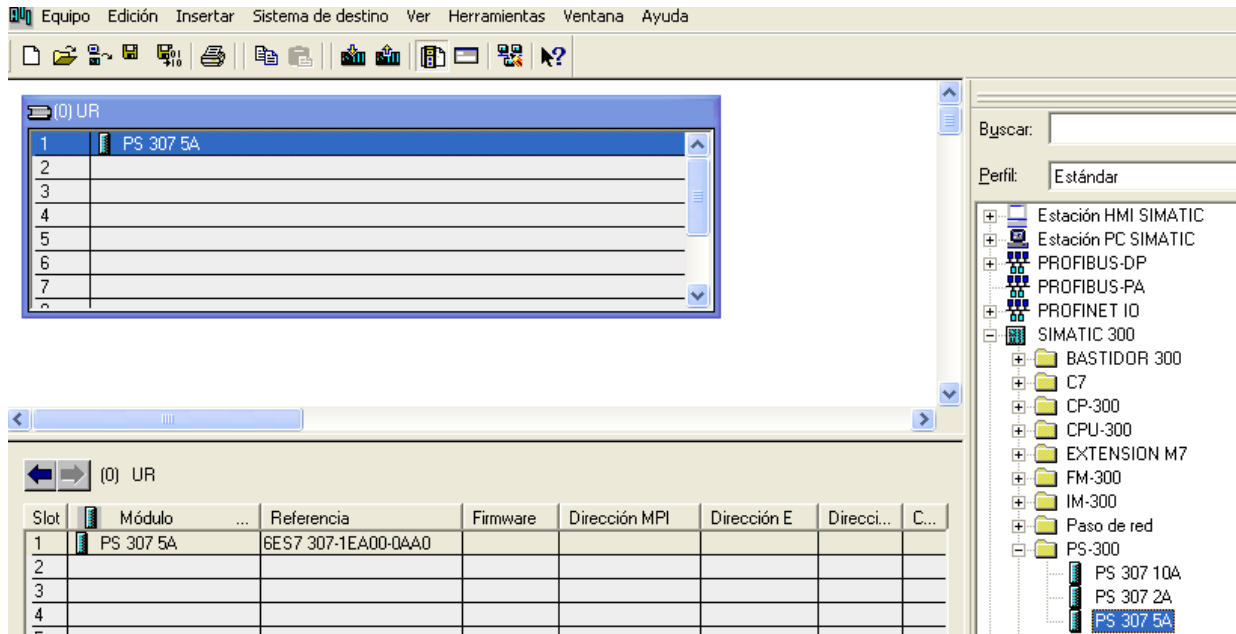 Equipo Edición Insertar Sistema de destino Ver Herramientas Ventana Ayuda
(0) UR
1 PS 307 5A
2
3
4
5
6
7
Buscar:
Perfil: Estándar
Estación HMI SIMATIC
Estación PC SIMATIC
PROFIBUS-DP
PROFIBUS-PA
PROFINET IO
SIMATIC 300
BASTIDOR 300
C7
CP-300
CPU-300
EXTENSION M7
FM-300
IM-300
Paso de red
PS-300
PS 307 10A
PS 307 2A
PS 307 5A
(0) UR
Slot Módulo ... Referencia Firmware Dirección MPI Dirección E Direcci... C...
1 PS 307 5A 6ES7 307-1EA00-0AA0
2
3
4